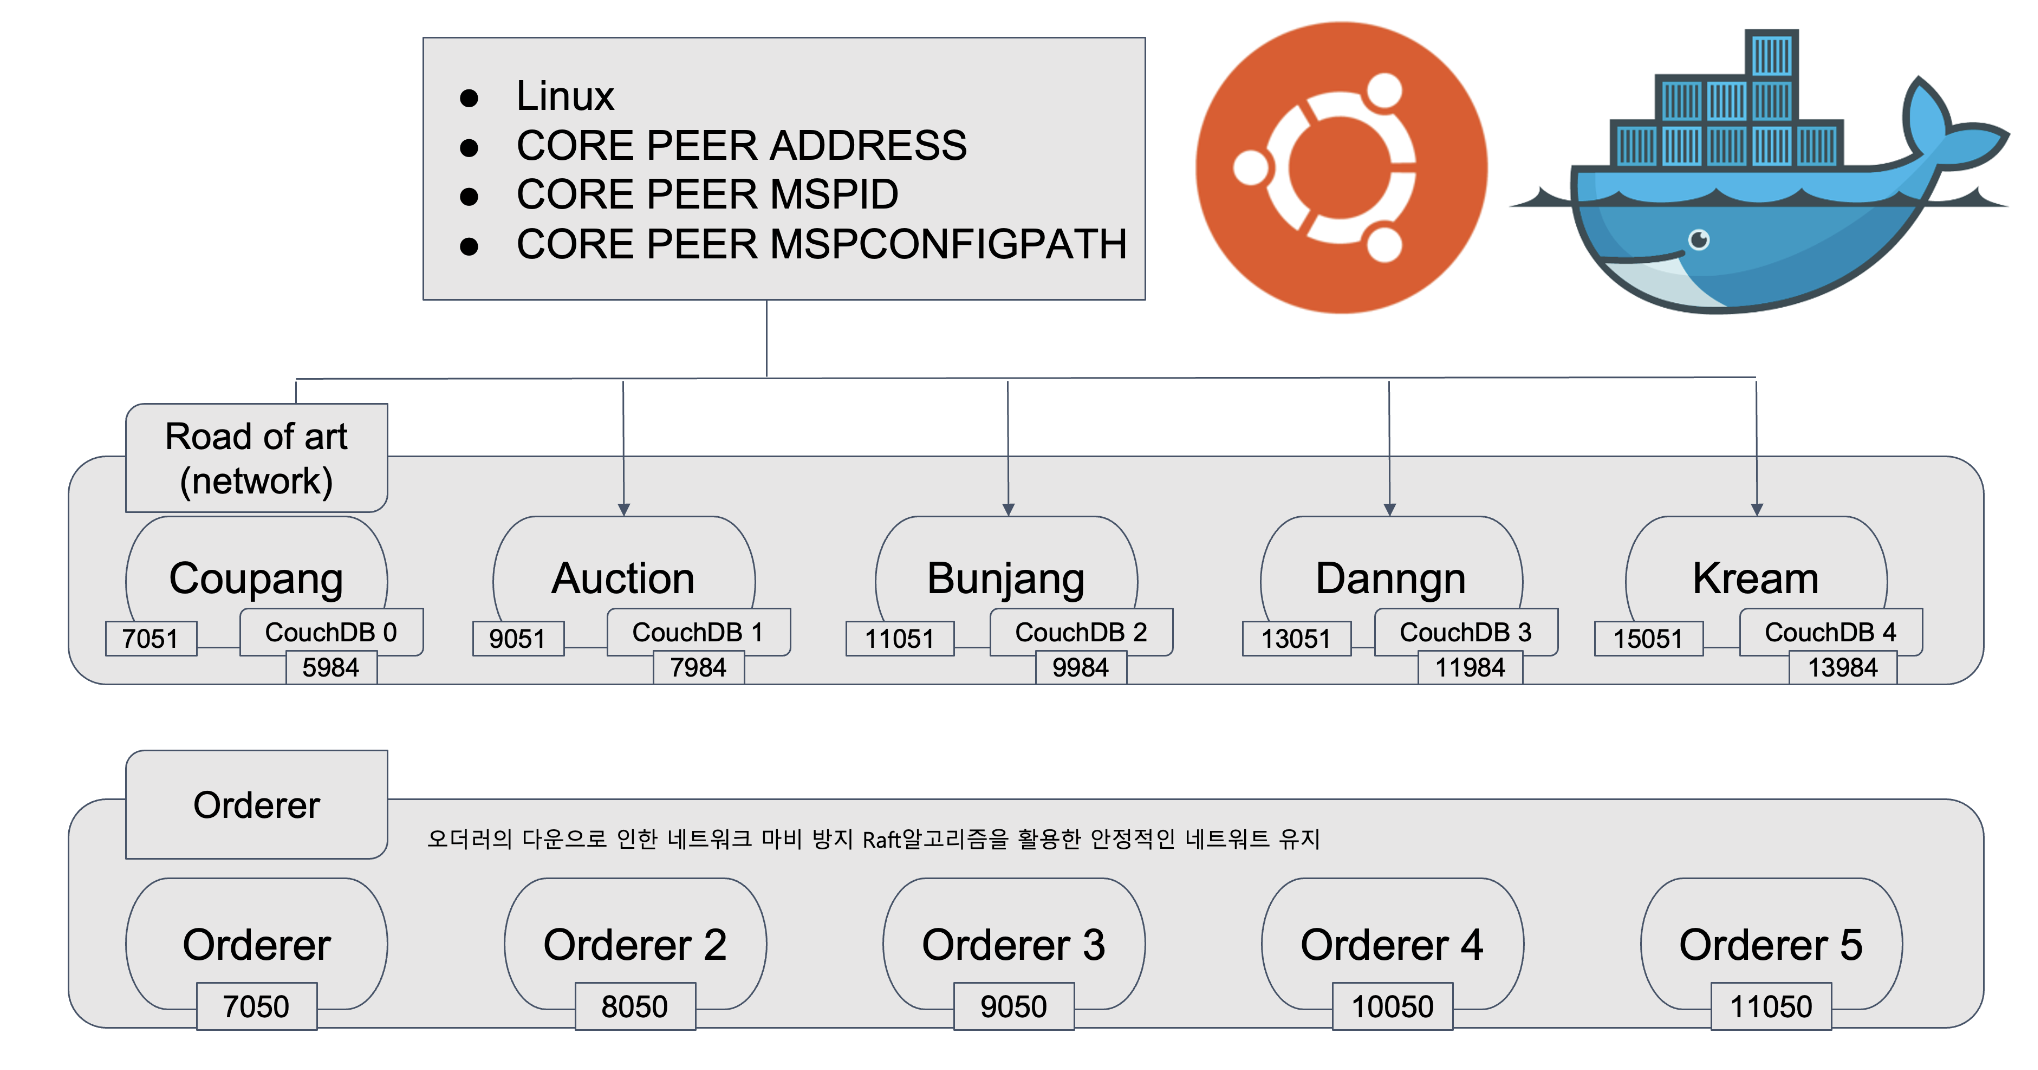 Linux
CORE PEER ADDRESS
CORE PEER MSPID
CORE PEER MSPCONFIGPATH
Road of art
(network)
Coupang
7051
CouchDB 0
5984
Auction
9051
CouchDB 1
7984
Bunjang
11051
CouchDB 2
9984
Danngn
13051
CouchDB 3
11984
Kream
15051
CouchDB 4
13984
Orderer
오더러의 다운으로 인한 네트워크 마비 방지 Raft알고리즘을 활용한 안정적인 네트워트 유지
Orderer
7050
Orderer 2
8050
Orderer 3
9050
Orderer 4
10050
Orderer 5
11050